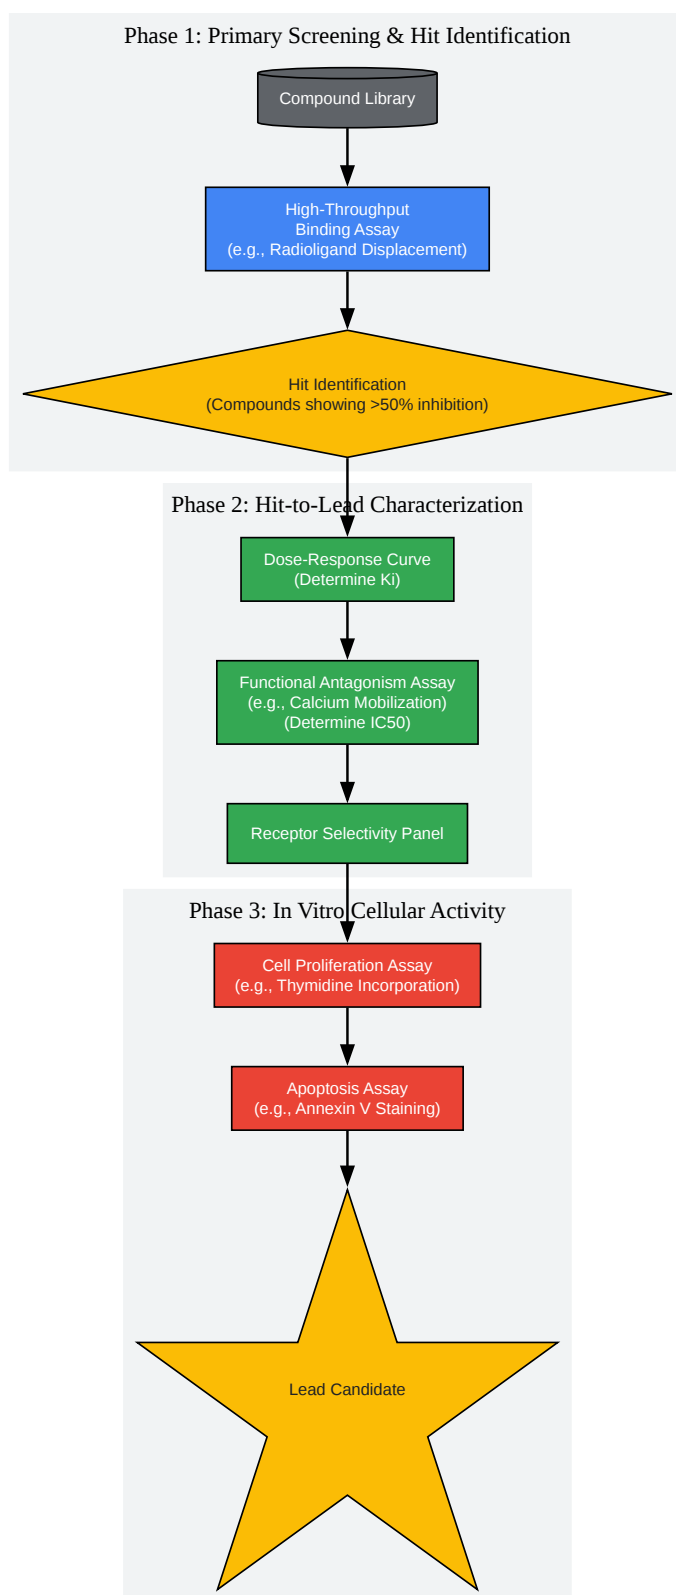 Phase 1: Primary Screening & Hit Identification
Compound Library
High-Throughput
Binding Assay
(e.g., Radioligand Displacement)
Hit Identification
(Compounds showing >50% inhibition)
Phase 2: Hit-to-Lead Characterization
Dose-Response Curve
(Determine Ki)
Functional Antagonism Assay
(e.g., Calcium Mobilization)
(Determine IC50)
Receptor Selectivity Panel
Phase 3: In Vitro Cellular Activity
Cell Proliferation Assay
(e.g., Thymidine Incorporation)
Apoptosis Assay
(e.g., Annexin V Staining)
Lead Candidate